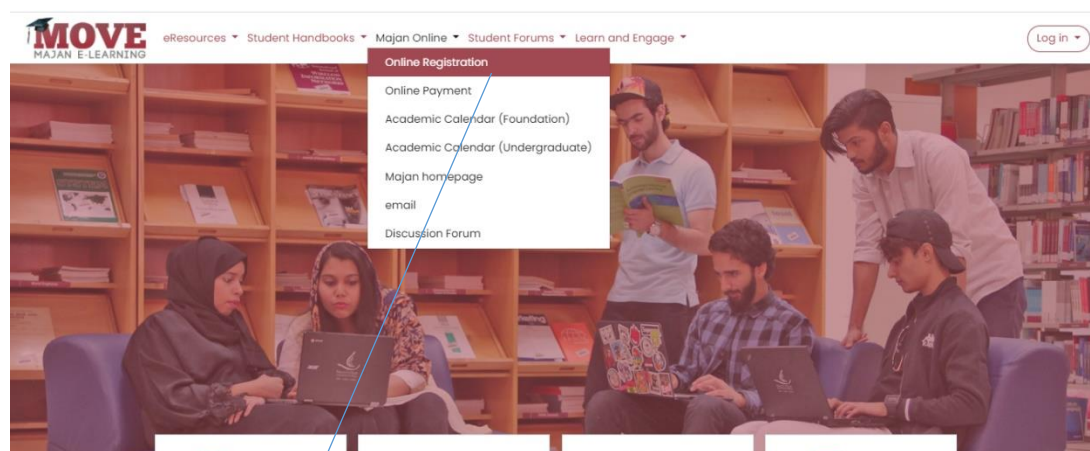 MOVE
MAJAN E-LEARNING
eResources Student Handbooks Majan Online Student Forums Learn and Engage
Log in
Online Registration
Online Payment
Academic Calendar (Foundation)
Academic Calendar (Undergraduate)
Majan homepage
email
Discussion Forum